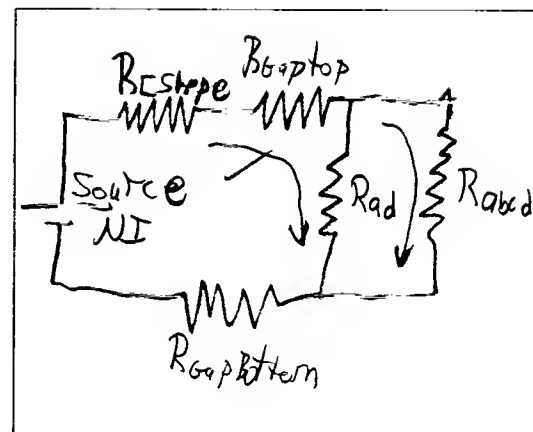 RCshape
RGaptop
Source
NI
Rad
Rabcd
RGapBottom